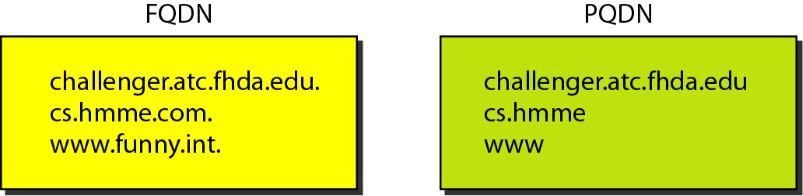 FQDN
challenger.atc.fhda.edu.
cs.hmme.com.
www.funny.int.
PQDN
challenger.atc.fhda.edu
cs.hmme
www